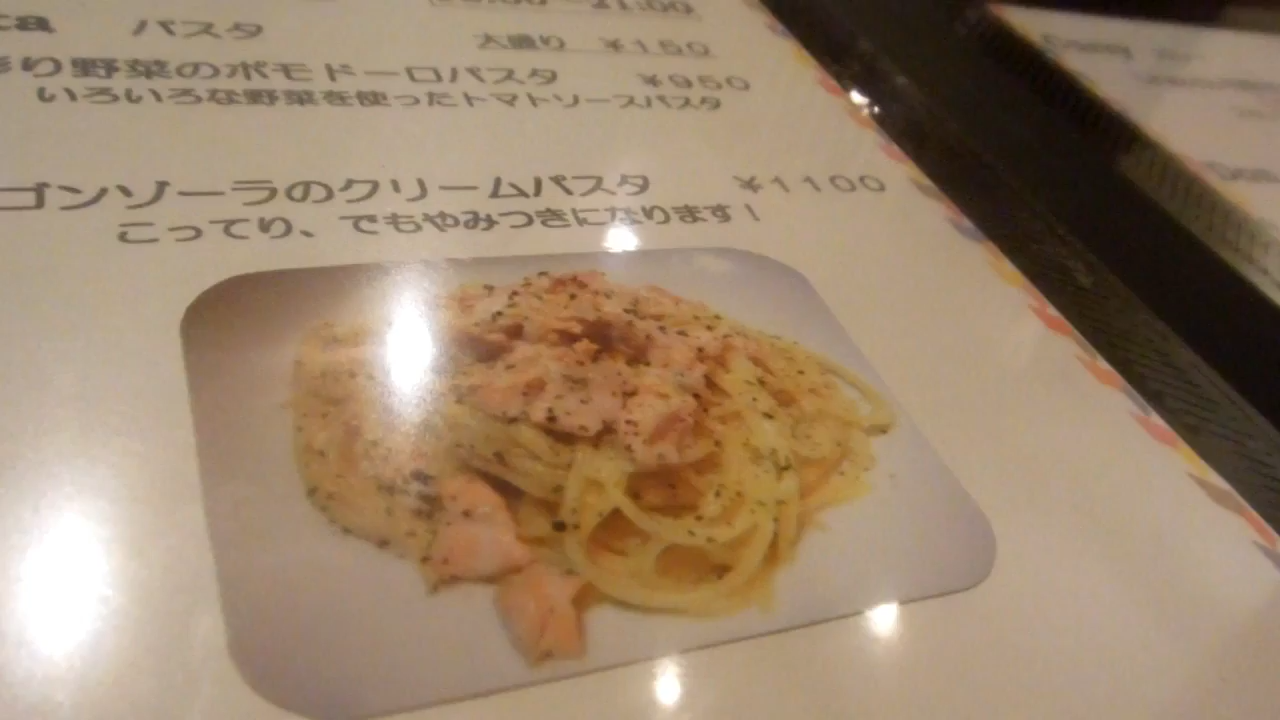 ca パスタ
大盛り ¥150
彩り野菜のポモドーロパスタ ¥950
いろいろな野菜を使ったトマトソースパスタ
ゴンゾーラのクリームパスタ ¥1100
こってり、でもやみつきになります！